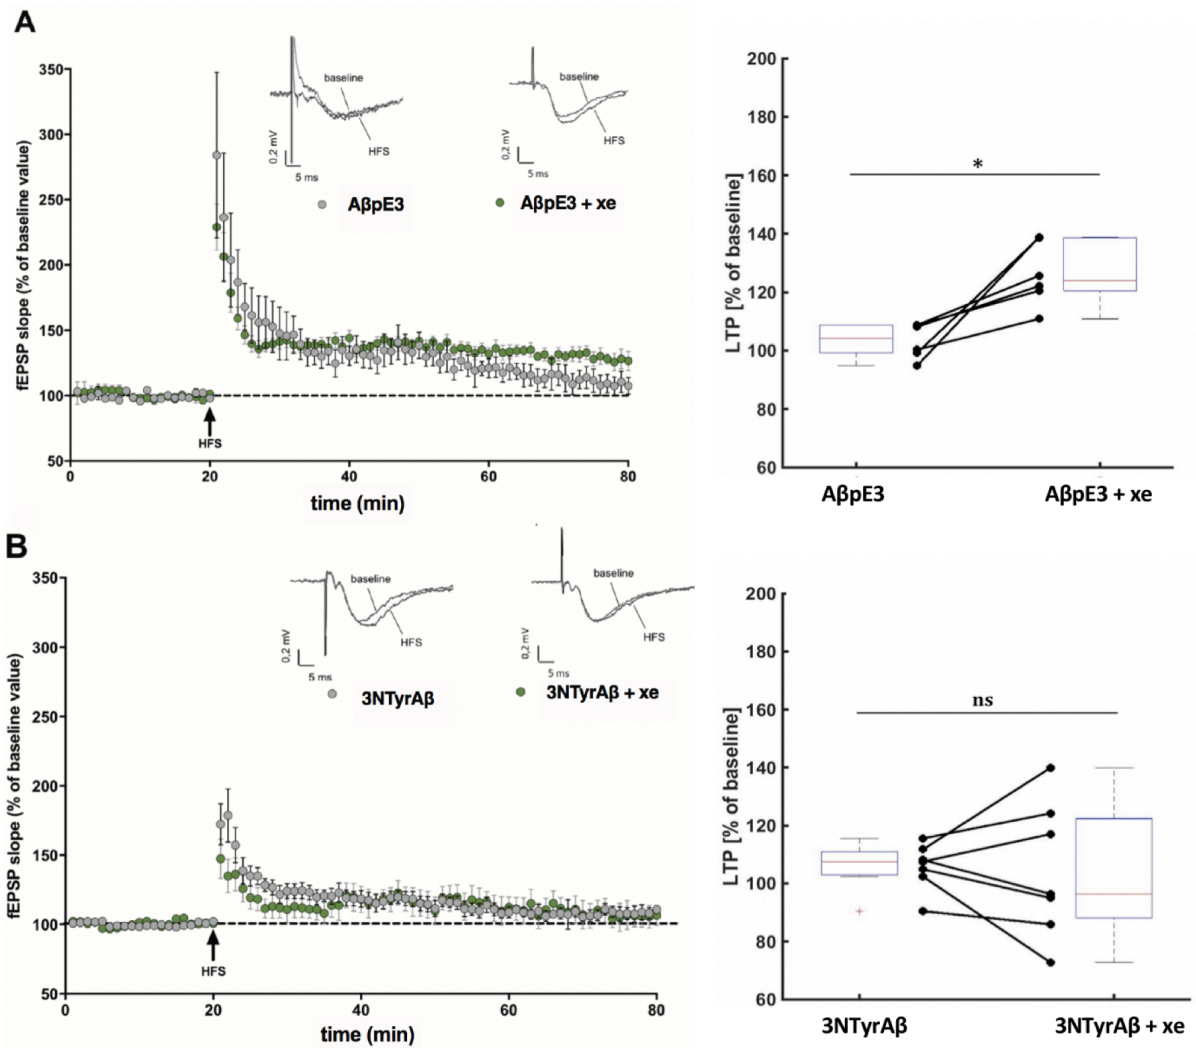 A
fEPSP slope (% of baseline value)
350
300
250
200
150
100
50
0
20
40
60
80
time (min)
HFS
baseline
HFS
0.2 mV
5 ms
baseline
HFS
0,2 mV
5 ms
AβpE3
AβpE3 + xe
LTP [% of baseline]
200
180
160
140
120
100
80
60
*
AβpE3
AβpE3 + xe
B
fEPSP slope (% of baseline value)
350
300
250
200
150
100
50
0
20
40
60
80
time (min)
HFS
baseline
HFS
0,2 mV
5 ms
baseline
HFS
0,2 mV
5 ms
3NTyrAβ
3NTyrAβ + xe
LTP [% of baseline]
200
180
160
140
120
100
80
60
ns
3NTyrAβ
3NTyrAβ + xe